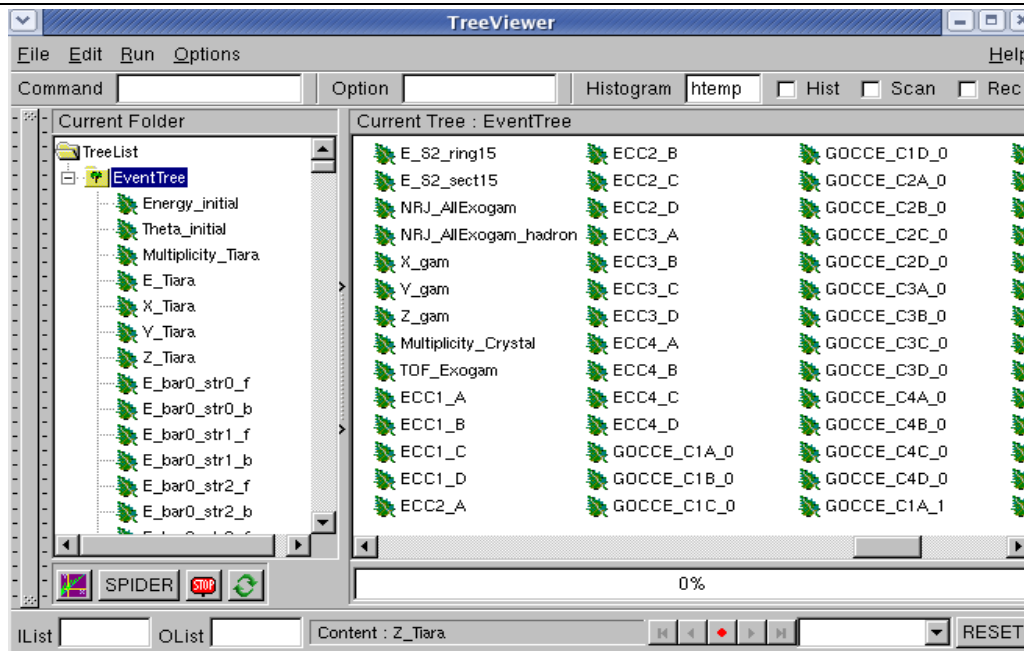 TreeViewer
File Edit Run Options Help
Command Option Histogram htemp Hist Scan Rec
Current Folder
TreeList
EventTree
Energy_initial
Theta_initial
Multiplicity_Tiara
E_Tiara
X_Tiara
Y_Tiara
Z_Tiara
E_bar0_str0_f
E_bar0_str0_b
E_bar0_str1_f
E_bar0_str1_b
E_bar0_str2_f
E_bar0_str2_b
Current Tree : EventTree
E_S2_ring15
E_S2_sect15
NRJ_AllExogam
NRJ_AllExogam_hadron
X_gam
Y_gam
Z_gam
Multiplicity_Crystal
TOF_Exogam
ECC1_A
ECC1_B
ECC1_C
ECC1_D
ECC2_A
ECC2_B
ECC2_C
ECC2_D
ECC3_A
ECC3_B
ECC3_C
ECC3_D
ECC4_A
ECC4_B
ECC4_C
ECC4_D
GOCCE_C1A_0
GOCCE_C1B_0
GOCCE_C1C_0
GOCCE_C1D_0
GOCCE_C2A_0
GOCCE_C2B_0
GOCCE_C2C_0
GOCCE_C2D_0
GOCCE_C3A_0
GOCCE_C3B_0
GOCCE_C3C_0
GOCCE_C3D_0
GOCCE_C4A_0
GOCCE_C4B_0
GOCCE_C4C_0
GOCCE_C4D_0
GOCCE_C1A_1
SPIDER STOP
0%
IList OList Content : Z_Tiara RESET